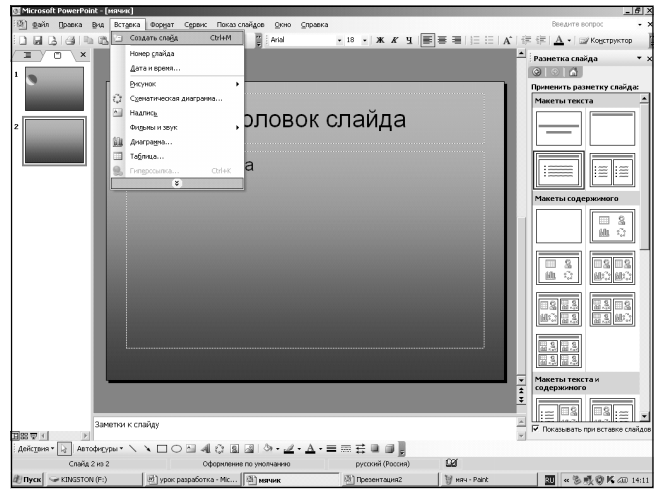 Microsoft PowerPoint - [мячик]
Файл Правка Вид Вставка Формат Сервис Показ слайдов Окно Справка Введите вопрос
Arial 18 Ж К Ч Конструктор
Создать слайд Ctrl+M
Номер слайда
Дата и время...
Рисунок
Схематическая диаграмма...
Надпись
Фильмы и звук
Диаграмма...
Таблица...
Гиперссылка... Ctrl+K
1
2
оловок слайда
а
Разметка слайда
Применить разметку слайда:
Макеты текста
Макеты содержимого
Макеты текста и
содержимого
Показывать при вставке слайдов
Заметки к слайду
Действия Автофигуры
Слайд 2 из 2 Оформление по умолчанию русский (Россия)
Пуск KINGSTON (F:) урок разработка - Mic... мячик Презентация2 мяч - Paint RU 14:11